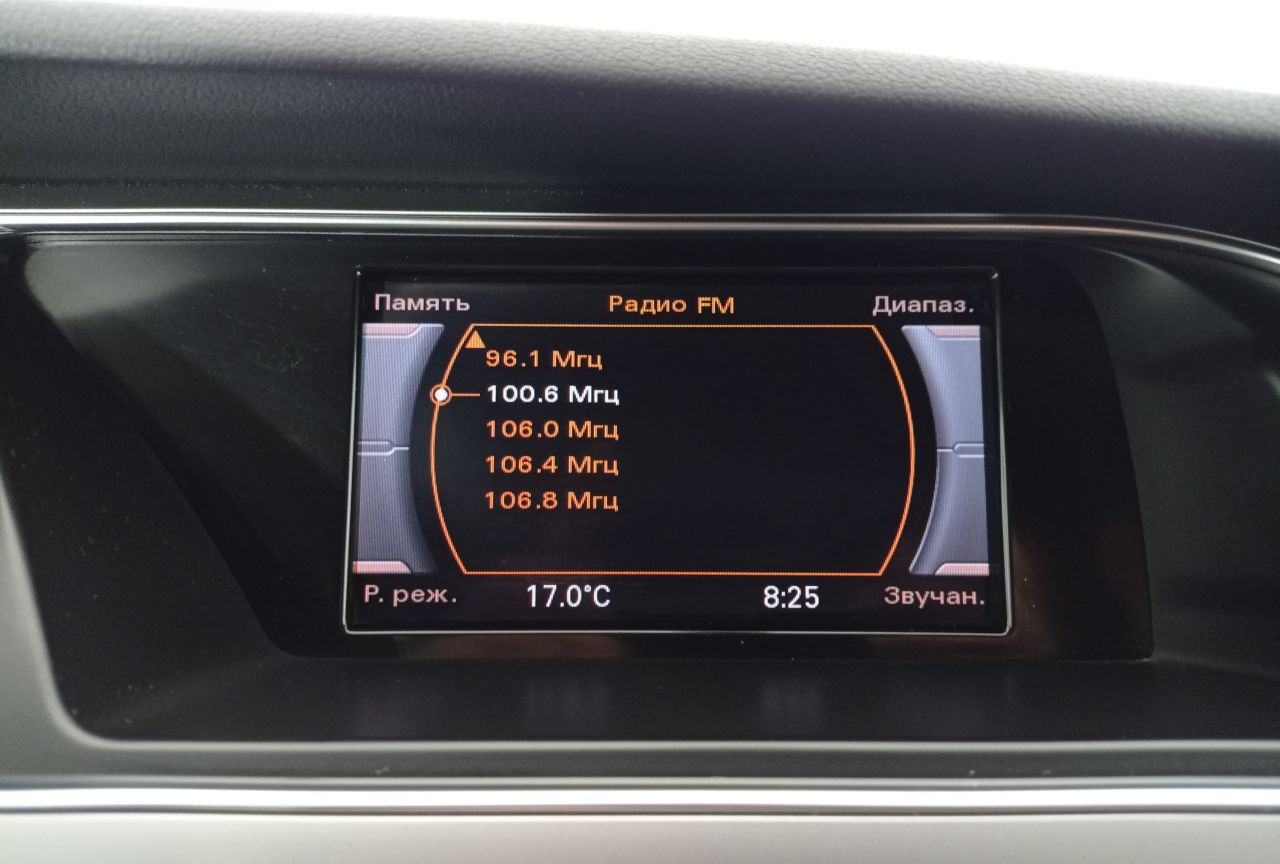 Память Радио FM Диапаз.
96.1 Мгц
100.6 Мгц
106.0 Мгц
106.4 Мгц
106.8 Мгц
Р. реж. 17.0°C 8:25 Звучан.